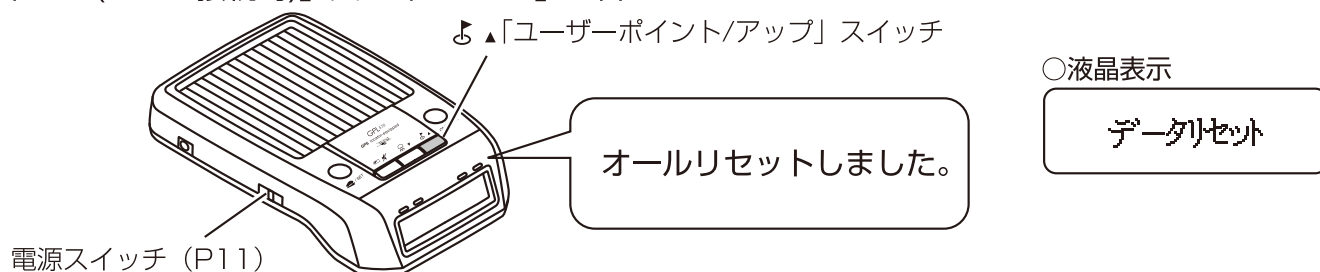 ▲「ユーザーポイント/アップ」スイッチ
○液晶表示
データリセット
オールリセットしました。
電源スイッチ（P11）